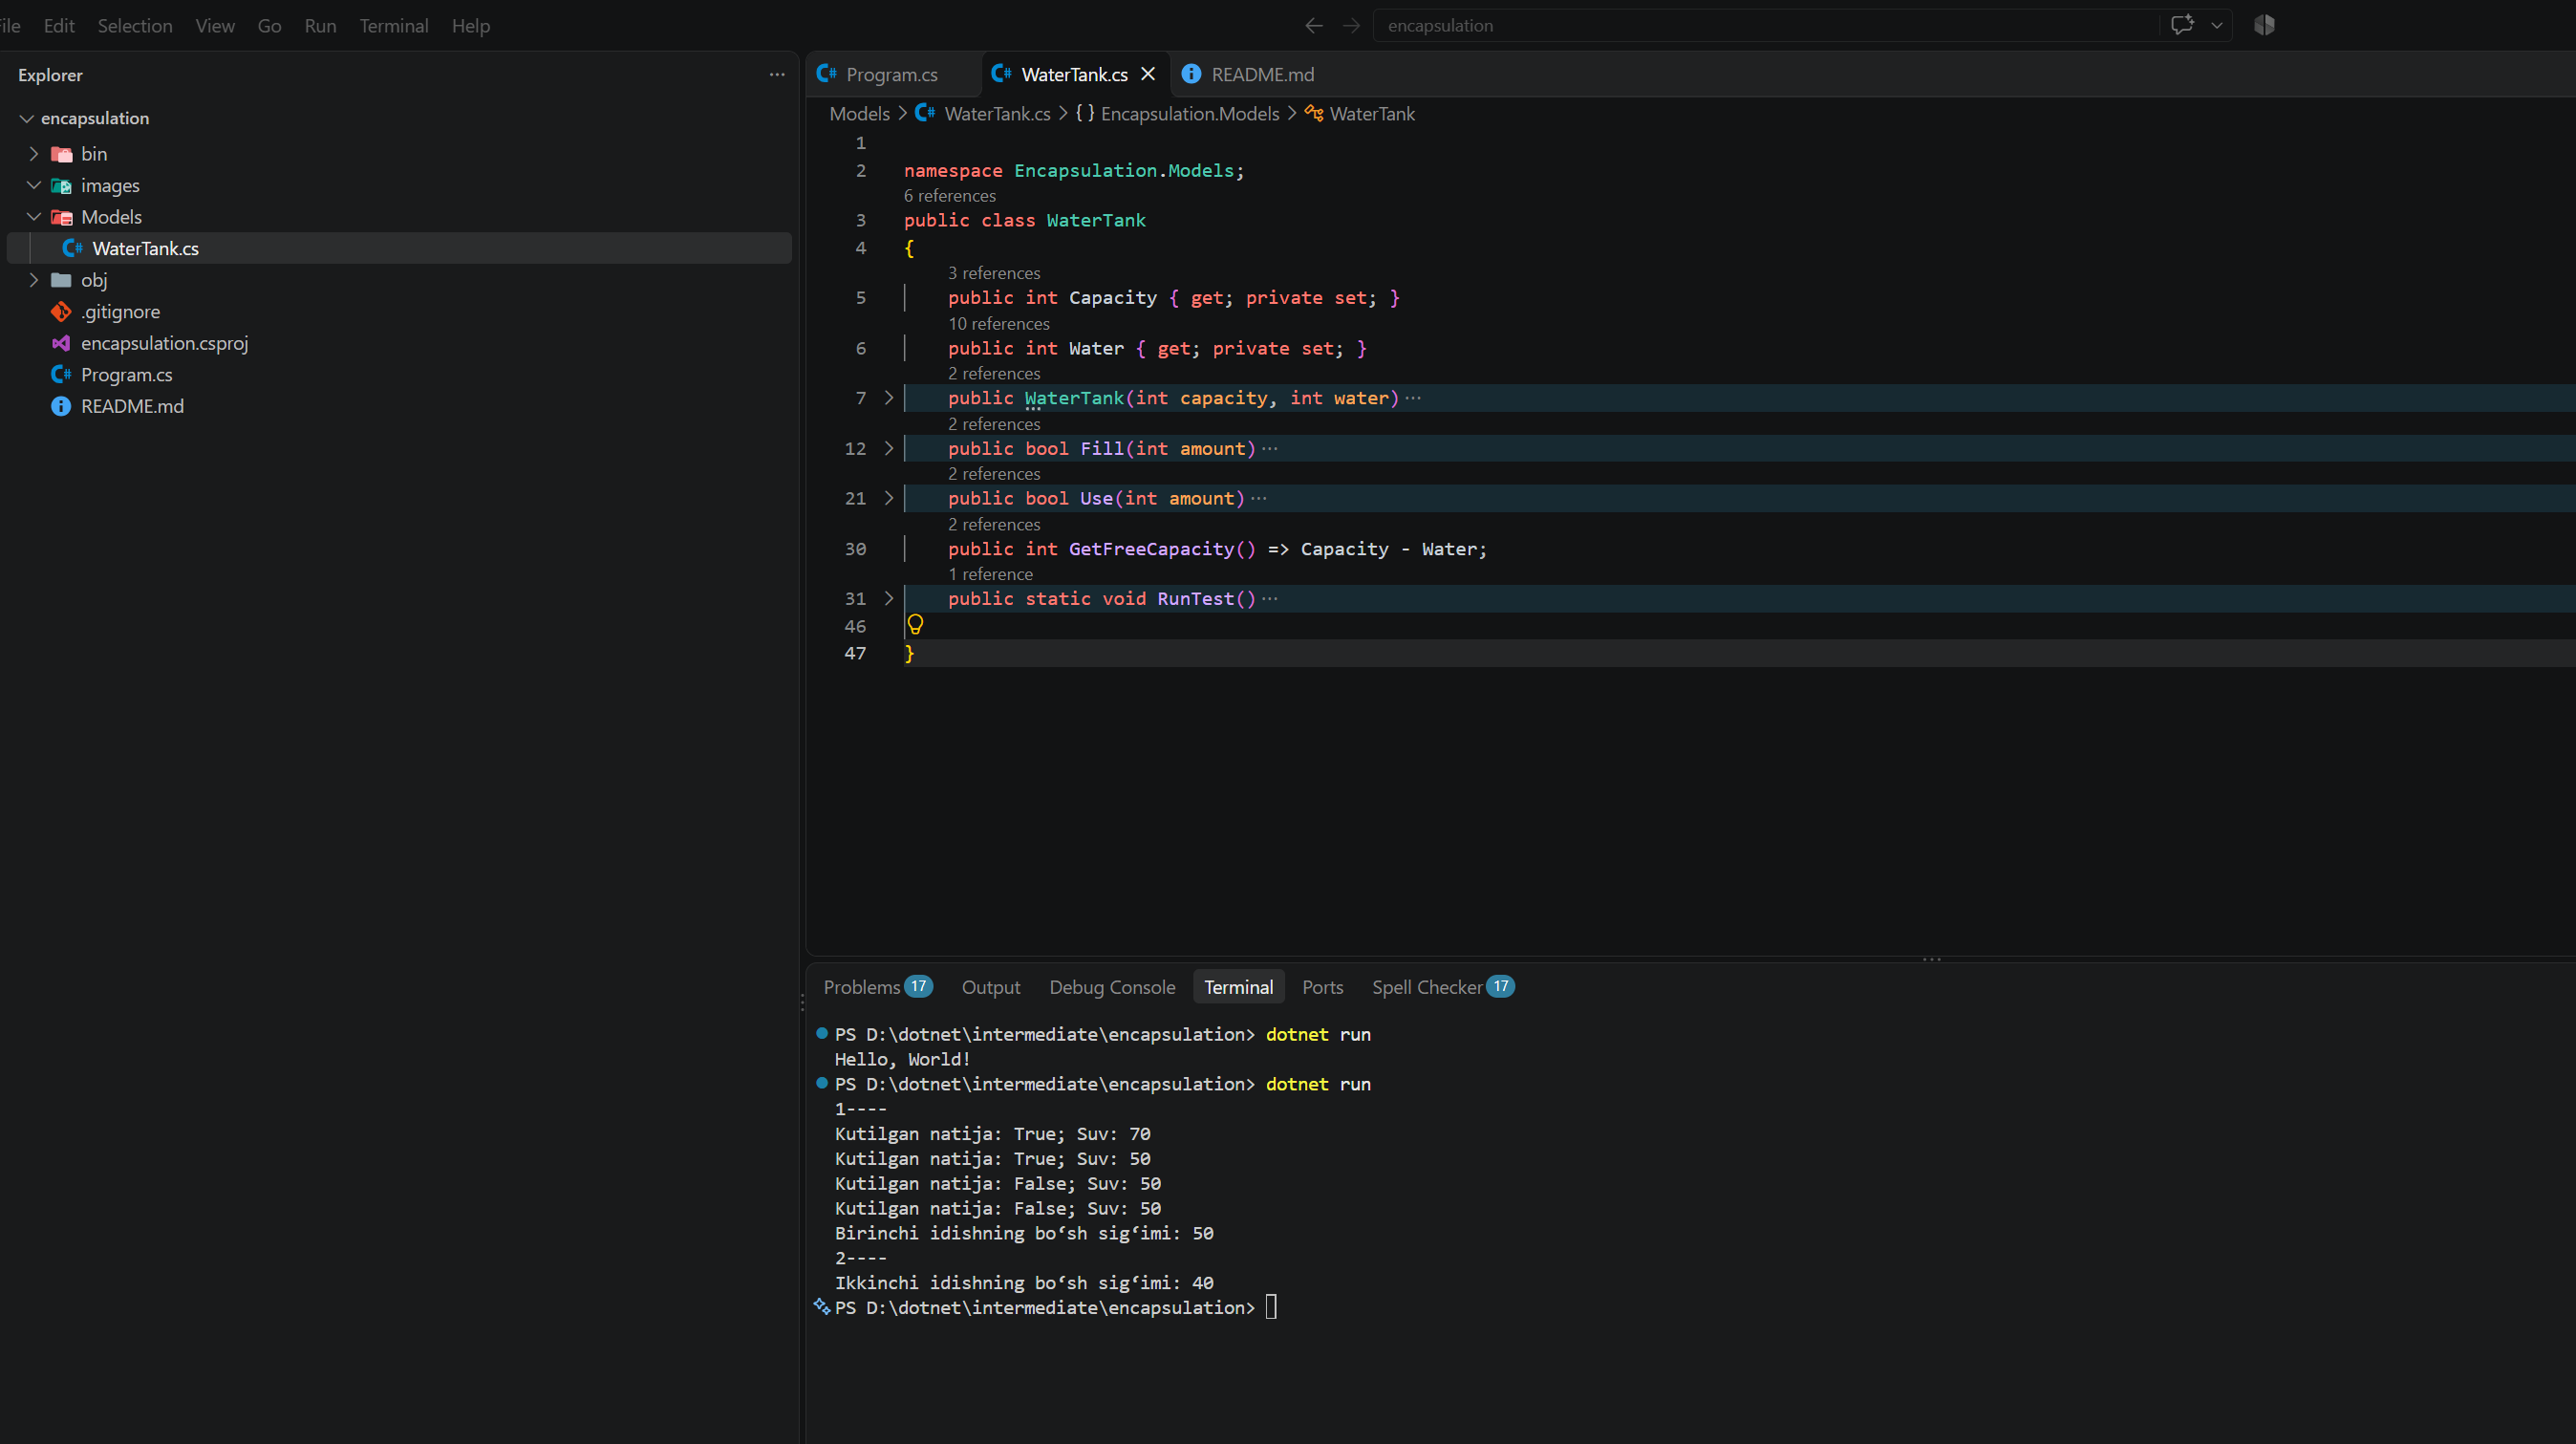 File Edit Selection View Go Run Terminal Help
encapsulation
Explorer
encapsulation
bin
images
Models
WaterTank.cs
obj
.gitignore
encapsulation.csproj
Program.cs
README.md
Program.cs WaterTank.cs README.md
Models > WaterTank.cs > {} Encapsulation.Models > WaterTank
1
2 namespace Encapsulation.Models;
6 references
3 public class WaterTank
4 {
3 references
5 public int Capacity { get; private set; }
10 references
6 public int Water { get; private set; }
2 references
7 public WaterTank(int capacity, int water)···
2 references
12 public bool Fill(int amount)···
2 references
21 public bool Use(int amount)···
2 references
30 public int GetFreeCapacity() => Capacity - Water;
1 reference
31 public static void RunTest()···
46
47 }
Problems 17 Output Debug Console Terminal Ports Spell Checker 17
PS D:\dotnet\intermediate\encapsulation> dotnet run
Hello, World!
PS D:\dotnet\intermediate\encapsulation> dotnet run
1----
Kutilgan natija: True; Suv: 70
Kutilgan natija: True; Suv: 50
Kutilgan natija: False; Suv: 50
Kutilgan natija: False; Suv: 50
Birinchi idishning boʻsh sigʻimi: 50
2----
Ikkinchi idishning boʻsh sigʻimi: 40
PS D:\dotnet\intermediate\encapsulation>